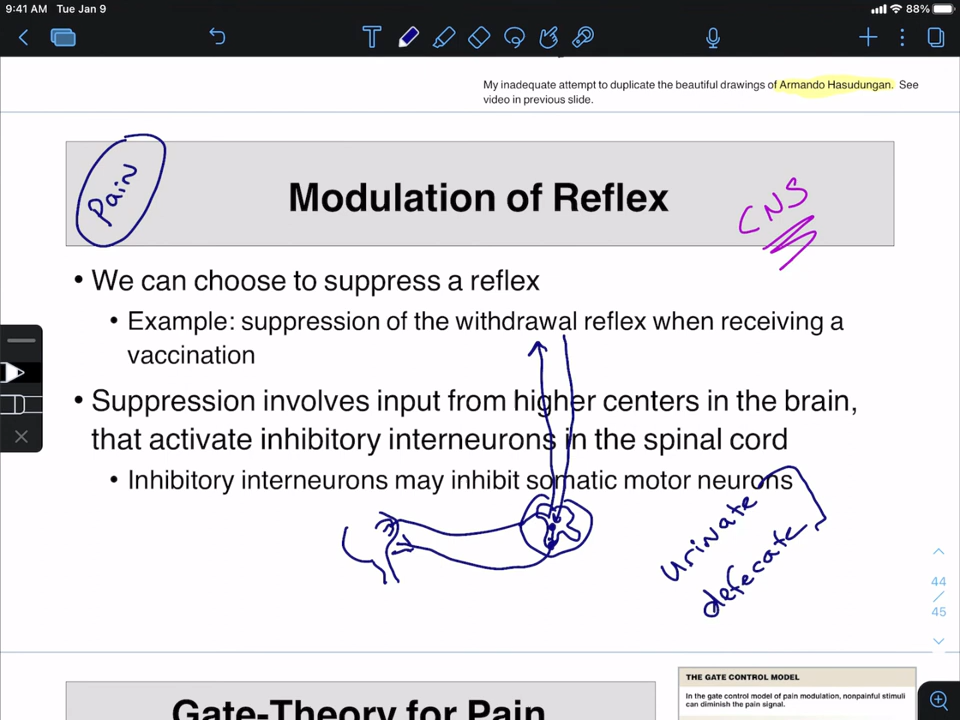 9:41 AM Tue Jan 9
88%
My inadequate attempt to duplicate the beautiful drawings of Armando Hasudungan. See
video in previous slide.
Pain
Modulation of Reflex
CNS
• We can choose to suppress a reflex
• Example: suppression of the withdrawal reflex when receiving a
vaccination
• Suppression involves input from higher centers in the brain,
that activate inhibitory interneurons in the spinal cord
• Inhibitory interneurons may inhibit somatic motor neurons
urinate
defecate
44
/
45
Gate-Theory for Pain
THE GATE CONTROL MODEL
In the gate control model of pain modulation, nonpainful stimuli
can diminish the pain signal.